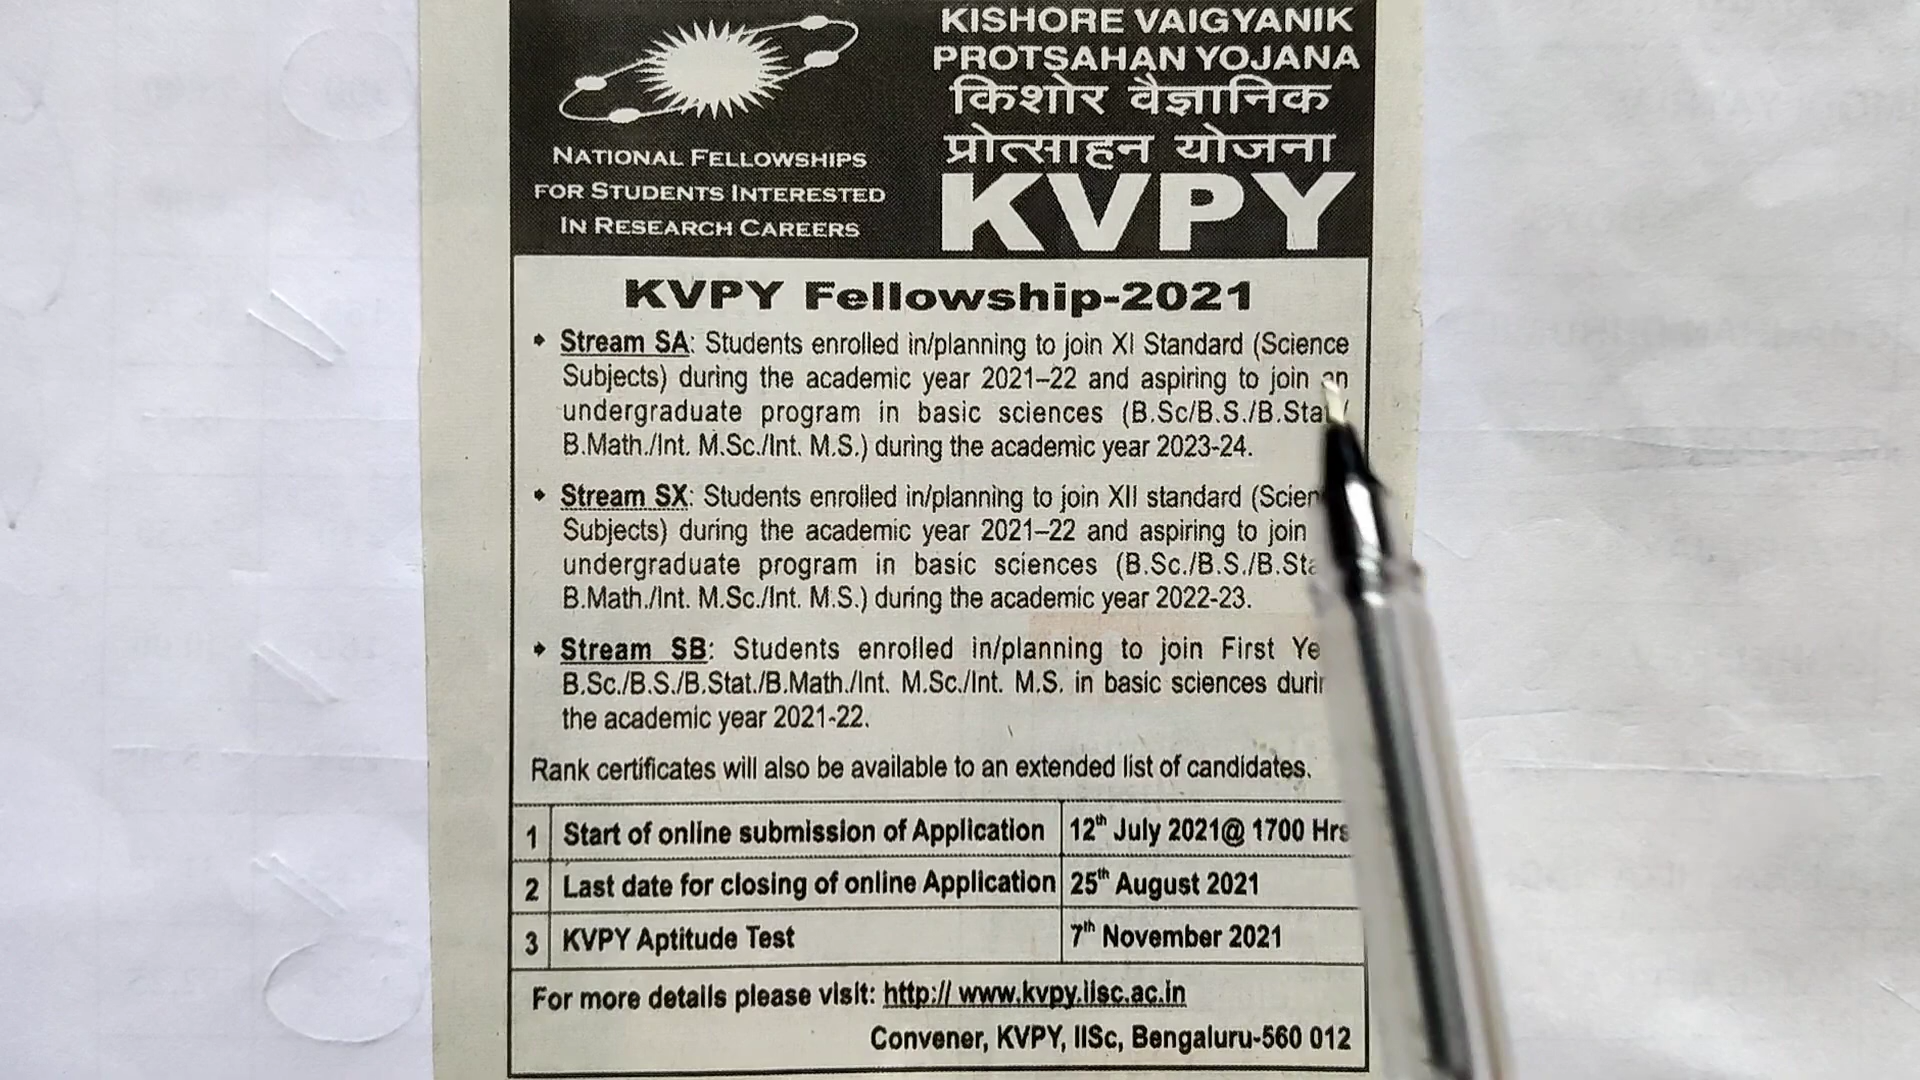 NATIONAL FELLOWSHIPS
FOR STUDENTS INTERESTED
IN RESEARCH CAREERS
KISHORE VAIGYANIK
PROTSAHAN YOJANA
किशोर वैज्ञानिक
प्रोत्साहन योजना
KVPY
KVPY Fellowship-2021
Stream SA: Students enrolled in/planning to join XI Standard (Science
Subjects) during the academic year 2021–22 and aspiring to join an
undergraduate program in basic sciences (B.Sc/B.S./
B.Math./Int. M.Sc./Int. M.S.) during the academic year 2023-24.
Stream SX: Students enrolled in/planning to join XII standard
Subjects) during the academic year 2021–22 and aspiring to join
undergraduate program in basic sciences (B.Sc./B.S./
B.Math./Int. M.Sc./Int. M.S.) during the academic year 2022-23.
Stream SB: Students enrolled in/planning to join First
B.Sc./B.S./B.Stat./B.Math./Int. M.Sc./Int. M.S. in basic sciences
the academic year 2021-22.
Rank certificates will also be available to an extended list of candidates.
1 Start of online submission of Application 12th July 2021@ 1700 Hrs
2 Last date for closing of online Application 25th August 2021
3 KVPY Aptitude Test 7th November 2021
For more details please visit: http:// www.kvpy.iisc.ac.in
Convener, KVPY, IISc, Bengaluru-560 012